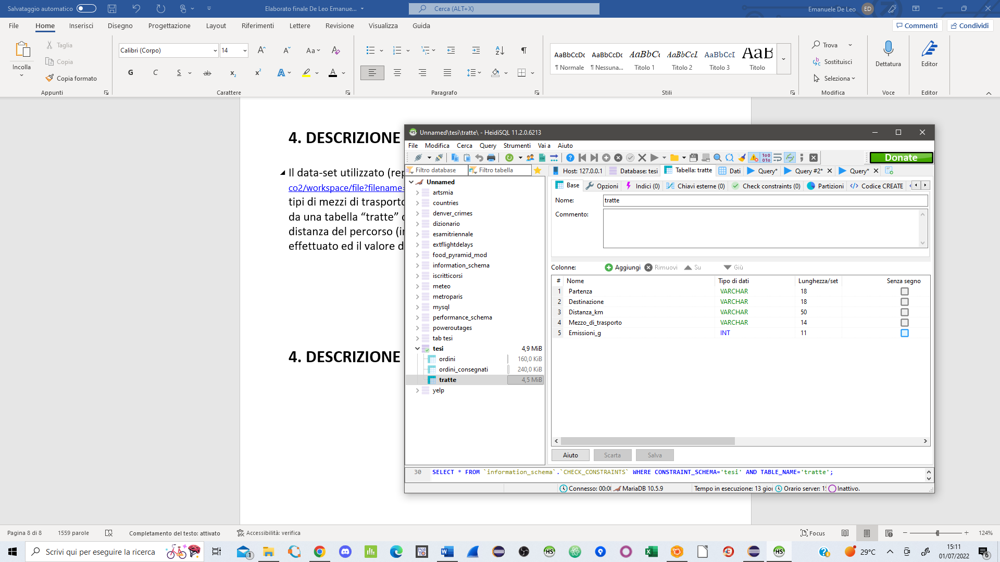 Salvataggio automatico
Elaborato finale De Leo Emanue...
Cerca (ALT+X)
Emanuele De Leo
ED
File
Home
Inserisci
Disegno
Progettazione
Layout
Riferimenti
Lettere
Revisione
Visualizza
Guida
Commenti
Condividi
Incolla
Taglia
Copia
Copia formato
Appunti
Calibri (Corpo)
14
Carattere
Paragrafo
AaBbCcDc
¶ Normale
AaBbCcDc
¶ Nessuna...
AaBbC
Titolo 1
AaBbCcL
Titolo 2
AaBbCcD
Titolo 3
AaB
Titolo
Stili
Trova
Sostituisci
Seleziona
Modifica
Dettatura
Voce
Editor
Editor
4. DESCRIZIONE
Il data-set utilizzato (rep
co2/workspace/file?filename=
tipi di mezzi di trasporto
da una tabella “tratte”
distanza del percorso (in
effettuato ed il valore d
4. DESCRIZIONE
Unnamed\tesi\tratte\ - HeidiSQL 11.2.0.6213
File Modifica Cerca Query Strumenti Vai a Aiuto
Donate
Filtro database
Filtro tabella
Host: 127.0.0.1
Database: tesi
Tabella: tratte
Dati
Query*
Query #2*
Query*
Unnamed
artsmia
countries
denver_crimes
dizionario
esamitriennale
extflightdelays
food_pyramid_mod
information_schema
iscritticorsi
meteo
metroparis
mysql
performance_schema
poweroutages
tab tesi
tesi 4,9 MiB
ordini 160,0 KiB
ordini_consegnati 240,0 KiB
tratte 4,5 MiB
yelp
Base
Opzioni
Indici (0)
Chiavi esterne (0)
Check constraints (0)
Partizioni
Codice CREATE
Nome: tratte
Commento:
Colonne: Aggiungi Rimuovi Su Giù
# Nome Tipo di dati Lunghezza/set Senza segno
1 Partenza VARCHAR 18
2 Destinazione VARCHAR 18
3 Distanza_km VARCHAR 50
4 Mezzo_di_trasporto VARCHAR 14
5 Emissioni_g INT 11
Aiuto Scarta Salva
30 SELECT * FROM `information_schema`.`CHECK_CONSTRAINTS` WHERE CONSTRAINT_SCHEMA='tesi' AND TABLE_NAME='tratte';
Connesso: 00:0
MariaDB 10.5.9
Tempo in esecuzione: 13 gior
Orario server: 1
Inattivo.
Pagina 8 di 8
1559 parole
Completamento del testo: attivato
Accessibilità: verifica
Focus
124%
Scrivi qui per eseguire la ricerca
29°C
15:11
01/07/2022